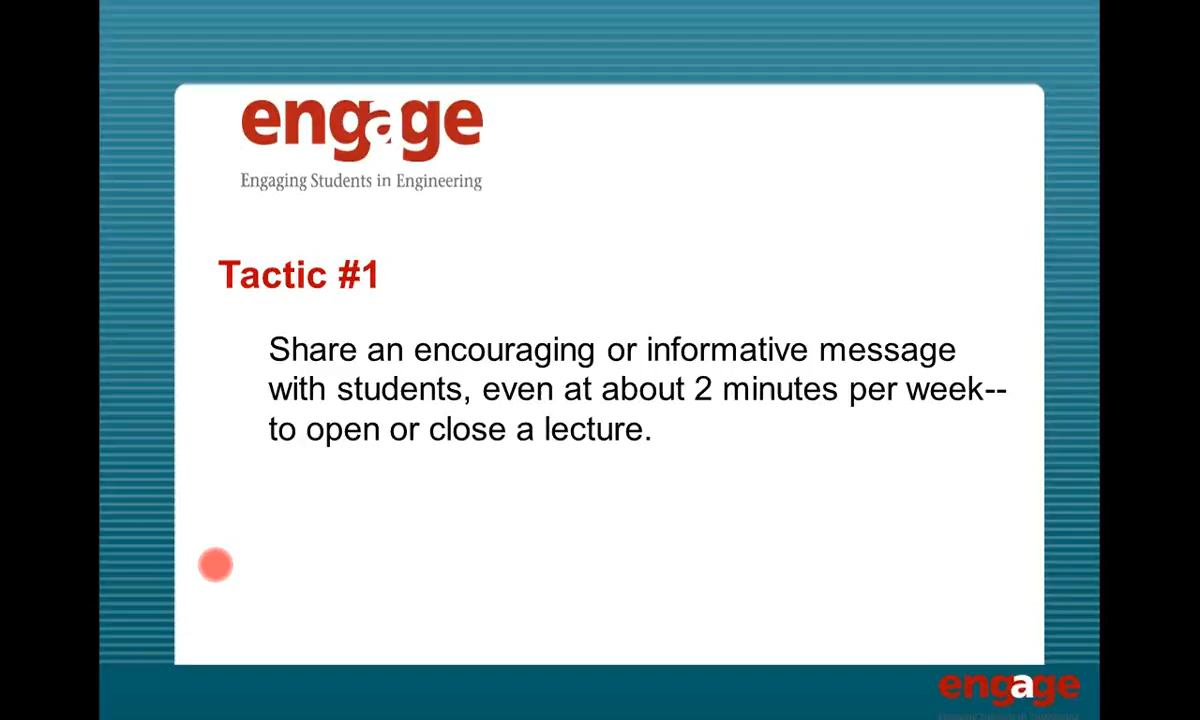 engage
Engaging Students in Engineering
Tactic #1
Share an encouraging or informative message
with students, even at about 2 minutes per week--
to open or close a lecture.
engage